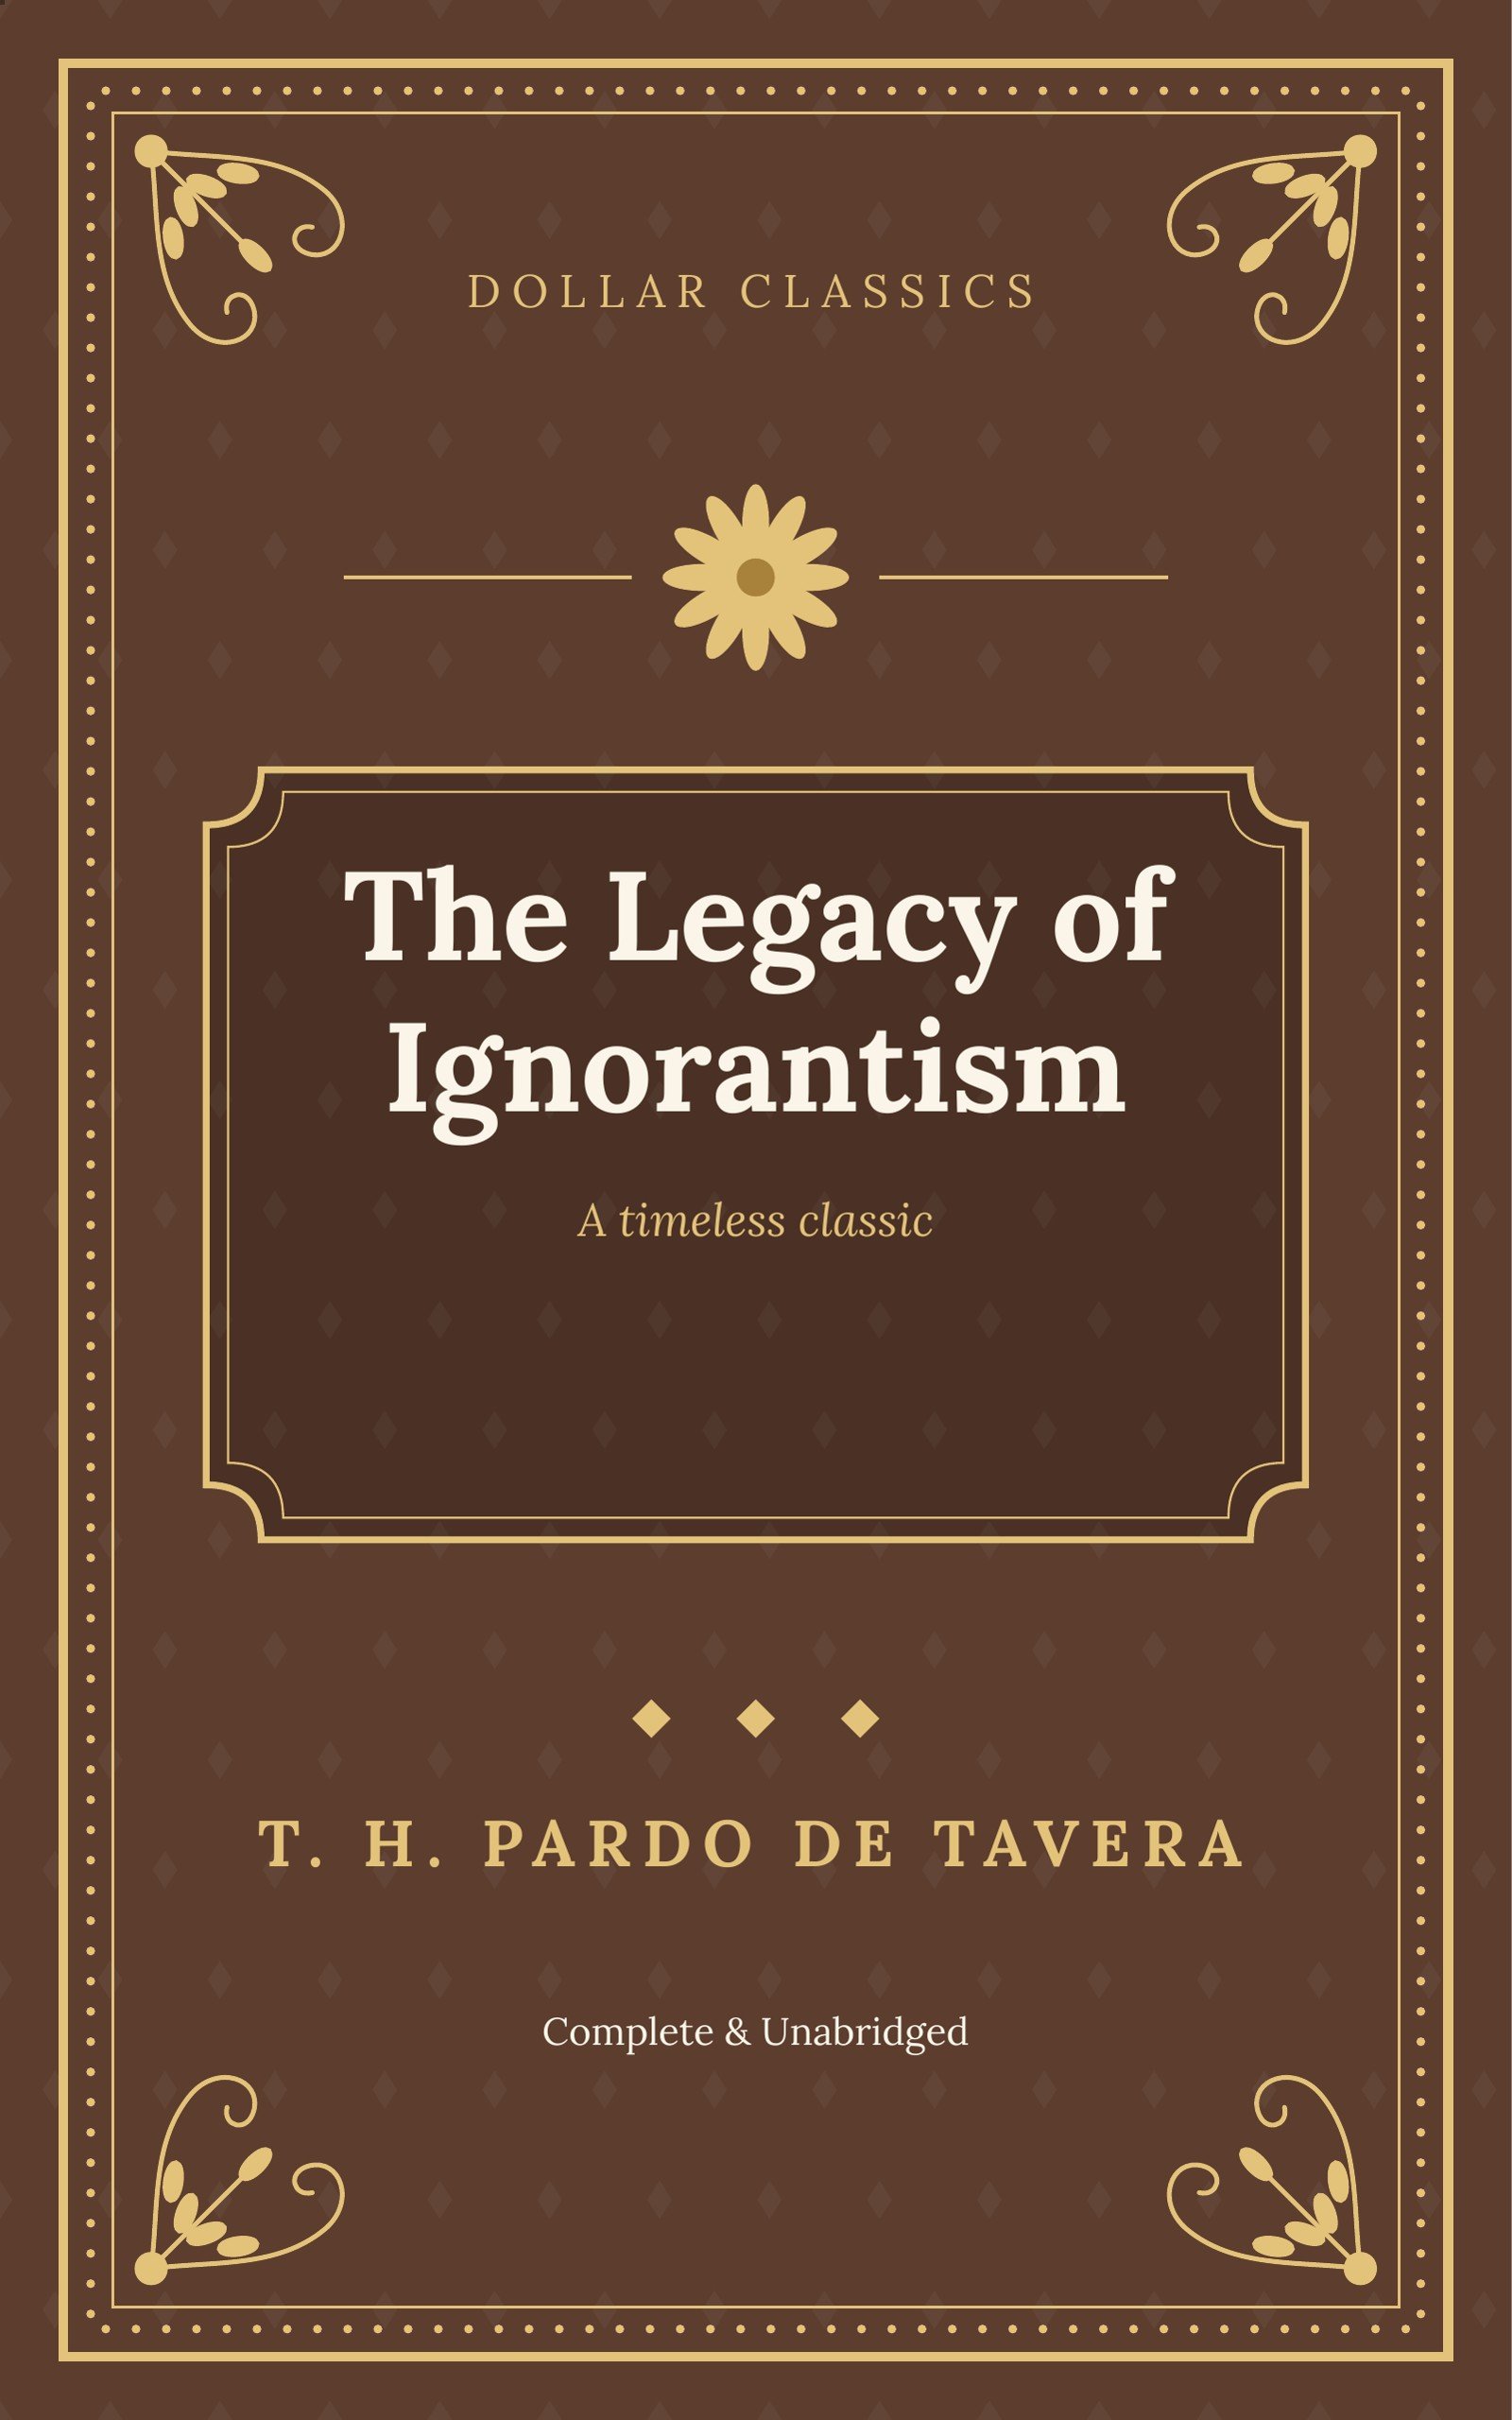 DOLLAR CLASSICS
The Legacy of
Ignorantism
A timeless classic
T. H. PARDO DE TAVERA
Complete & Unabridged